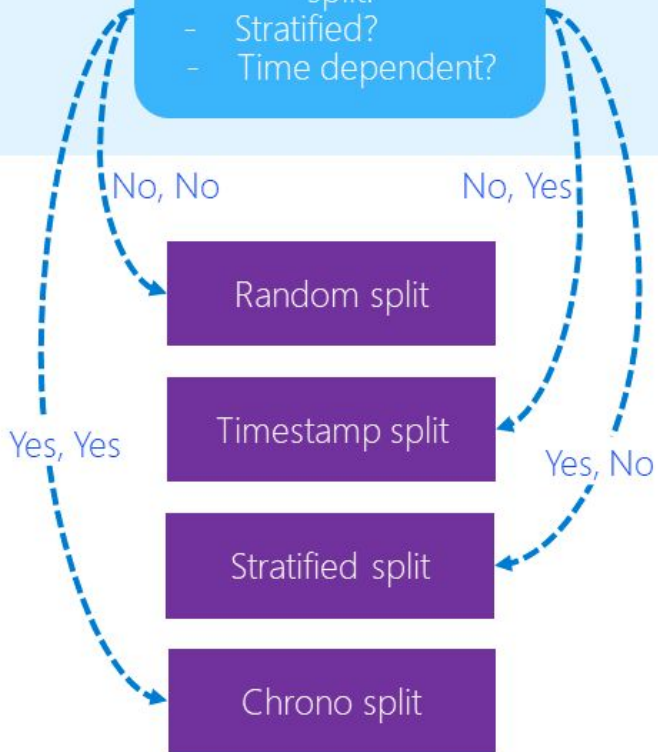 split.
- Stratified?
- Time dependent?
No, No
No, Yes
Random split
Timestamp split
Yes, Yes
Yes, No
Stratified split
Chrono split